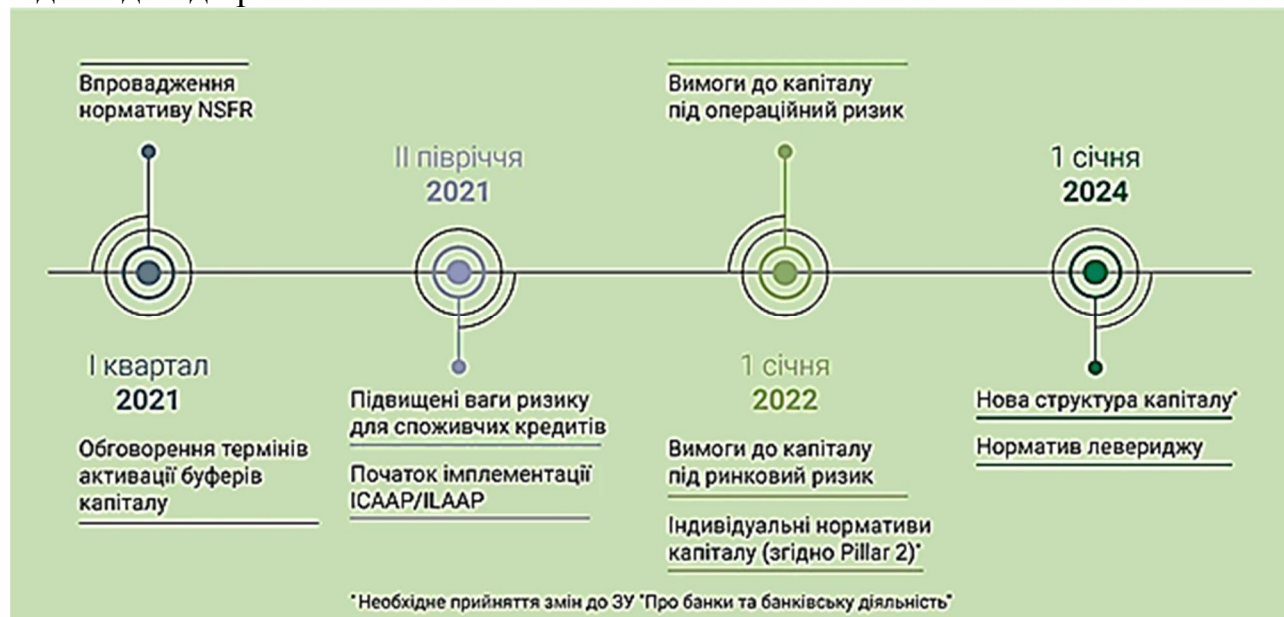 Впровадження
нормативу NSFR
I квартал
2021
Обговорення термінів
активації буферів
капіталу
II півріччя
2021
Підвищені ваги ризику
для споживчих кредитів
Початок імплементації
ICAAP/ILAAP
Вимоги до капіталу
під операційний ризик
1 січня
2022
Вимоги до капіталу
під ринковий ризик
Індивідуальні нормативи
капіталу (згідно Pillar 2)*
1 січня
2024
Нова структура капіталу*
Норматив левериджу
*Необхідне прийняття змін до ЗУ "Про банки та банківську діяльність"